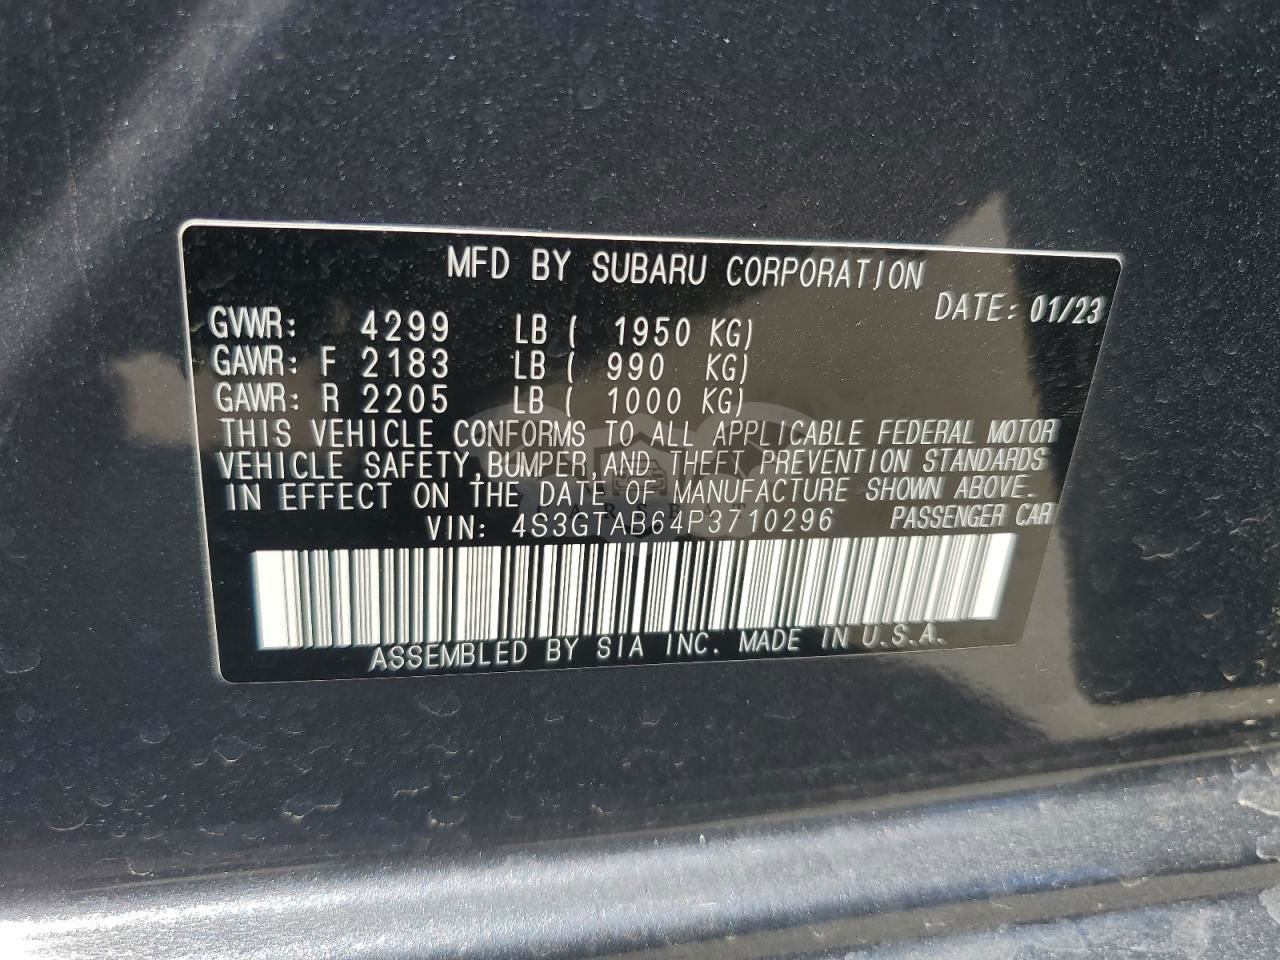 MFD BY SUBARU CORPORATION
DATE: 01/23
GVWR: 4299 LB ( 1950 KG)
GAWR: F 2183 LB ( 990 KG)
GAWR: R 2205 LB ( 1000 KG)
THIS VEHICLE CONFORMS TO ALL APPLICABLE FEDERAL MOTOR
VEHICLE SAFETY, BUMPER, AND THEFT PREVENTION STANDARDS
IN EFFECT ON THE DATE OF MANUFACTURE SHOWN ABOVE.
VIN: 4S3GTAB64P3710296 PASSENGER CAR
ASSEMBLED BY SIA INC. MADE IN U.S.A.